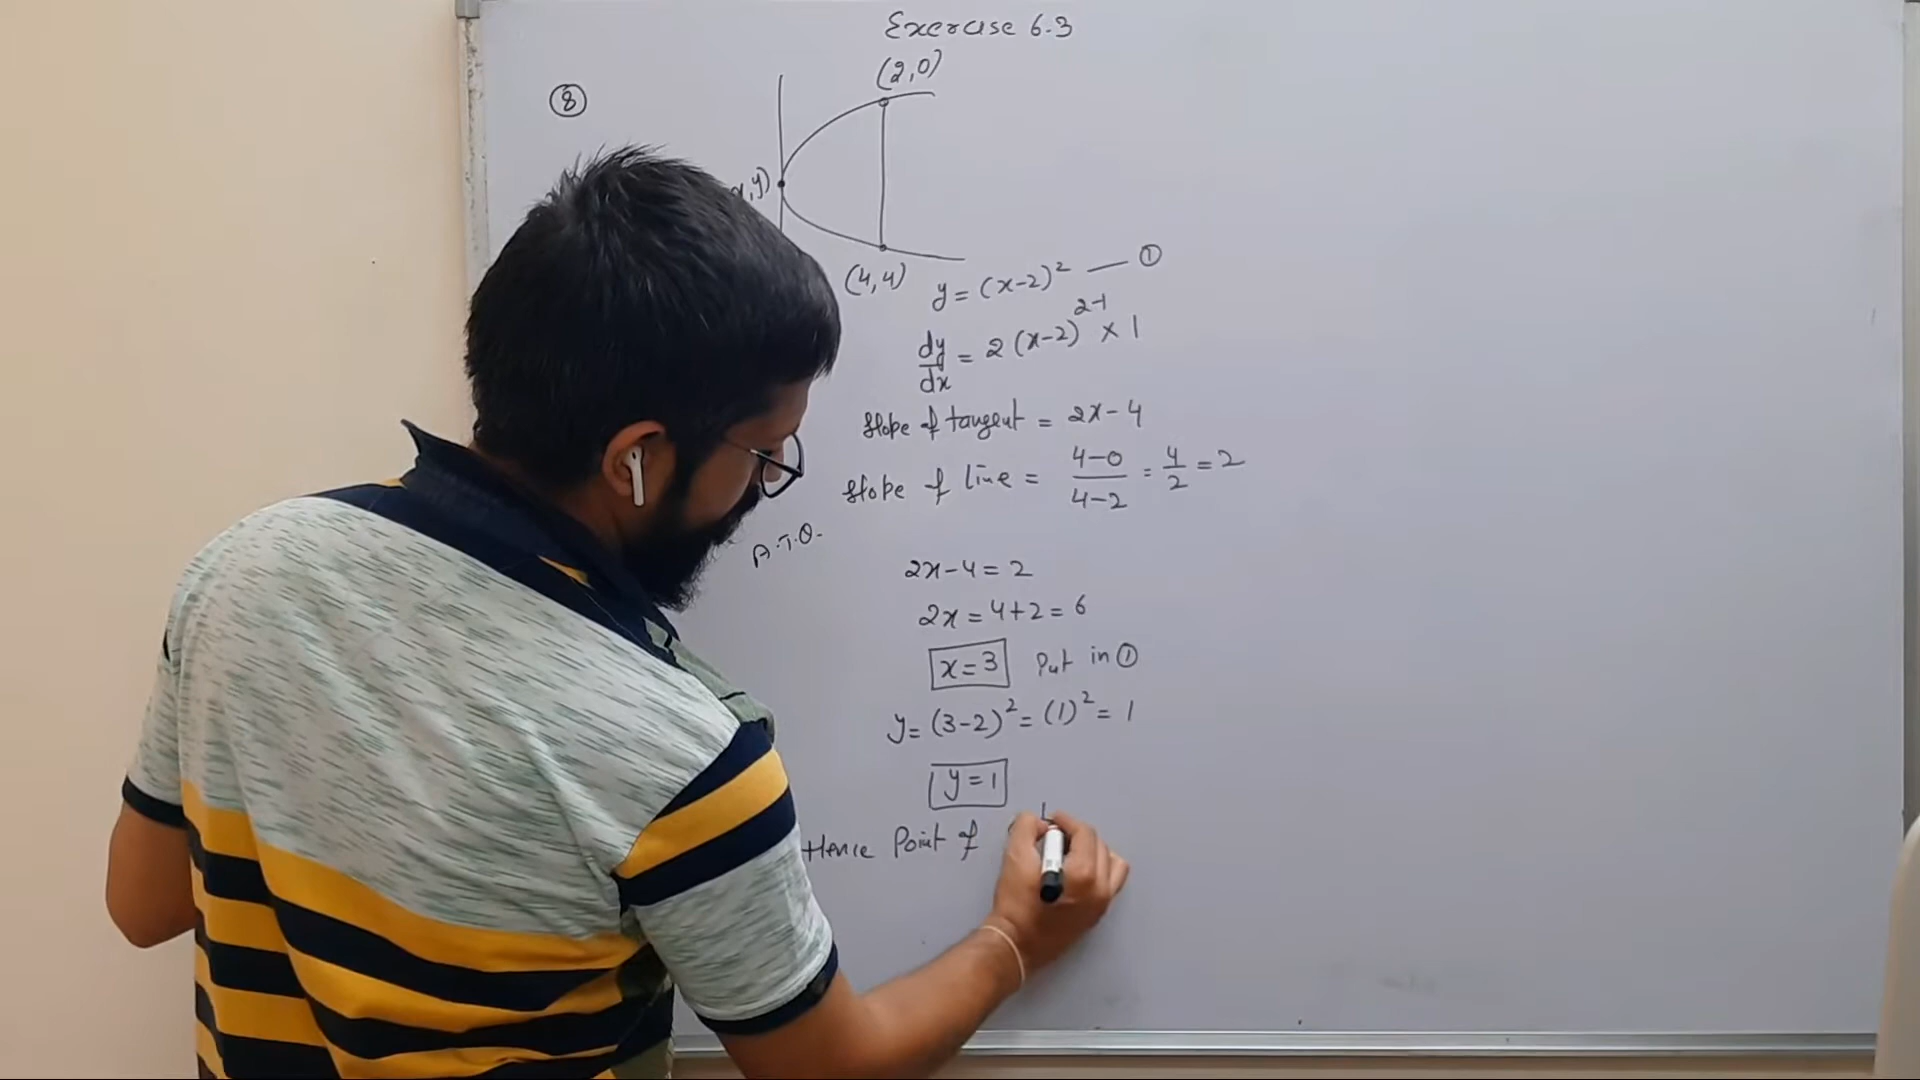 Exercise 6.3
(2,0)
⑧
,y)
(4,4)
y = (x-2)² — ①
dy/dx = 2(x-2)²⁻¹ × 1
Slope of tangent = 2x - 4
Slope of line = 4-0/4-2 = 4/2 = 2
A.T.Q.
2x - 4 = 2
2x = 4+2 = 6
x = 3 Put in ①
y = (3-2)² = (1)² = 1
y = 1
Hence Point of